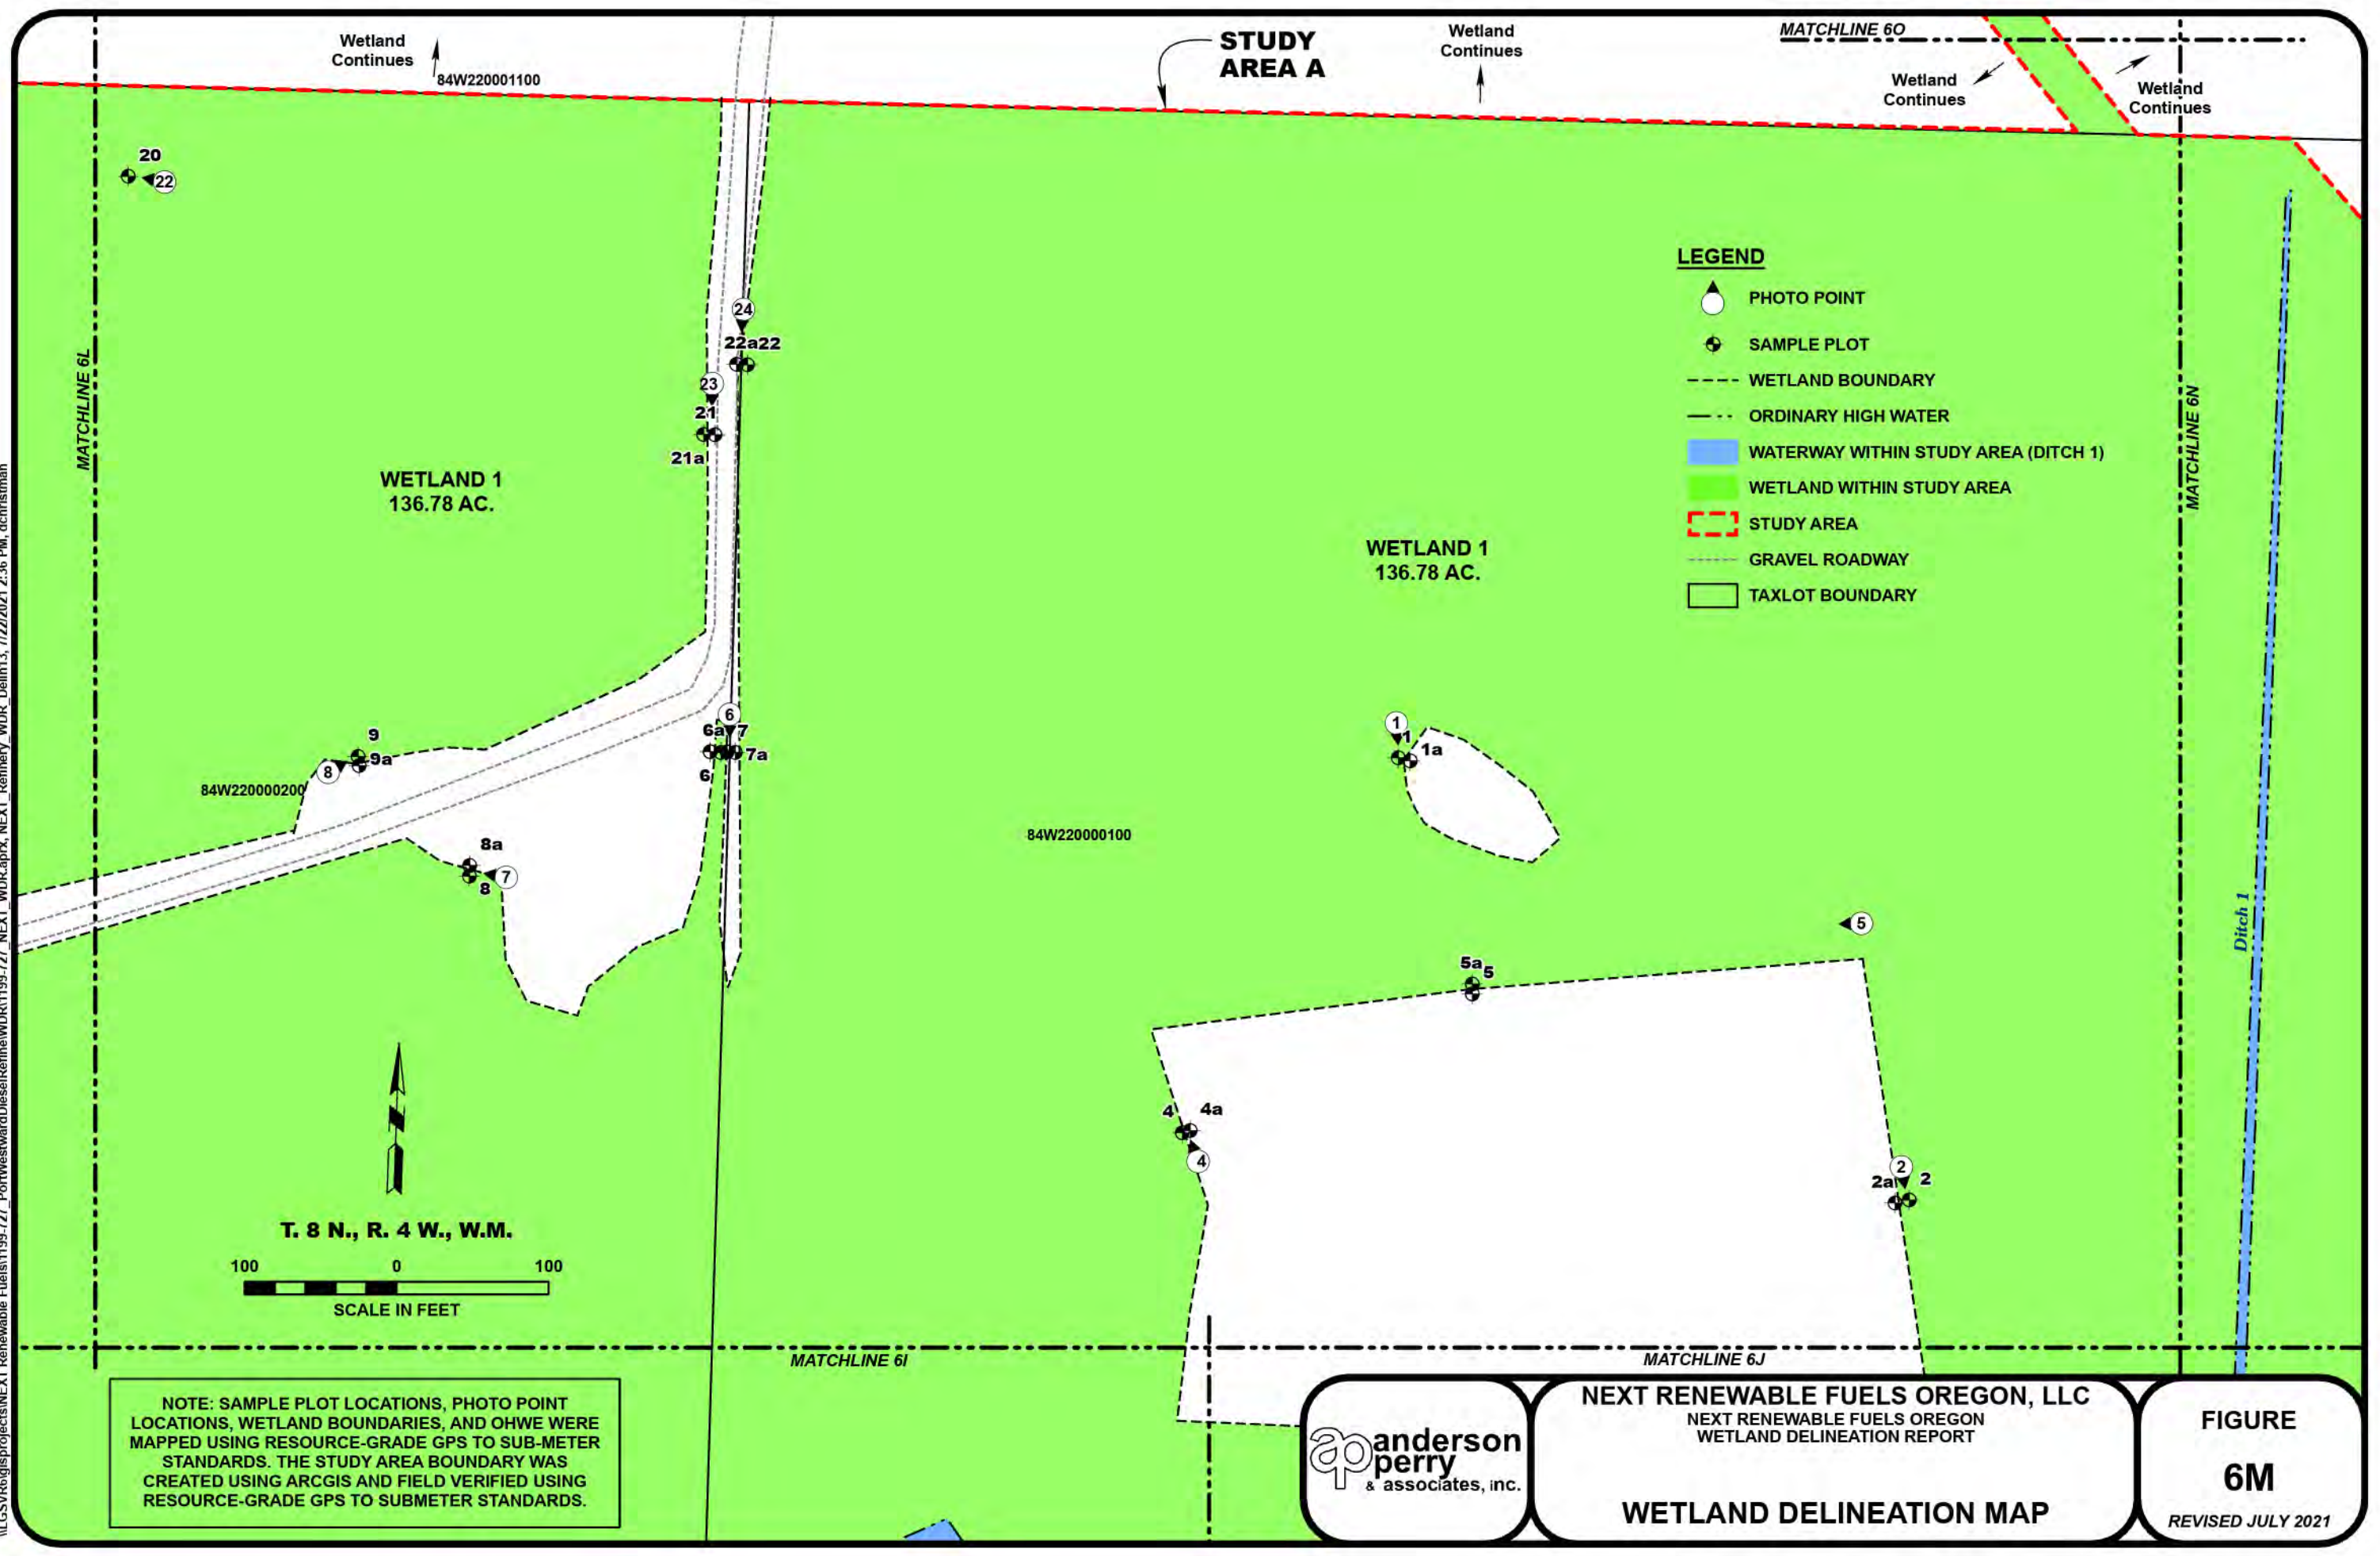 Wetland
Continues
84W220001100
STUDY
AREA A
Wetland
Continues
MATCHLINE 6O
Wetland
Continues
Wetland
Continues
20
22
MATCHLINE 6L
24
22a22
23
21
21a
WETLAND 1
136.78 AC.
WETLAND 1
136.78 AC.
LEGEND
PHOTO POINT
SAMPLE PLOT
WETLAND BOUNDARY
ORDINARY HIGH WATER
WATERWAY WITHIN STUDY AREA (DITCH 1)
WETLAND WITHIN STUDY AREA
STUDY AREA
GRAVEL ROADWAY
TAXLOT BOUNDARY
MATCHLINE 6N
6
6a 7
7a
6
9
9a
8
84W220000200
8a
7
8
1
1
1a
84W220000100
5
5a
5
Ditch 1
4
4a
4
2
2a
2
T. 8 N., R. 4 W., W.M.
100 0 100
SCALE IN FEET
MATCHLINE 6I
MATCHLINE 6J
NOTE: SAMPLE PLOT LOCATIONS, PHOTO POINT
LOCATIONS, WETLAND BOUNDARIES, AND OHWE WERE
MAPPED USING RESOURCE-GRADE GPS TO SUB-METER
STANDARDS. THE STUDY AREA BOUNDARY WAS
CREATED USING ARCGIS AND FIELD VERIFIED USING
RESOURCE-GRADE GPS TO SUBMETER STANDARDS.
ap
anderson
perry
& associates, inc.
NEXT RENEWABLE FUELS OREGON, LLC
NEXT RENEWABLE FUELS OREGON
WETLAND DELINEATION REPORT
WETLAND DELINEATION MAP
FIGURE
6M
REVISED JULY 2021